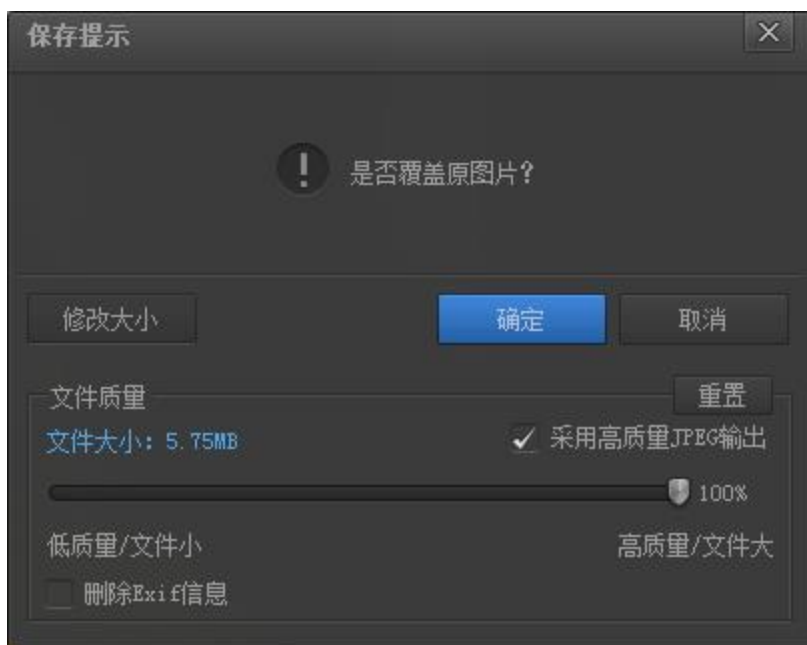 保存提示
是否覆盖原图片?
修改大小 确定 取消
文件质量 重置
文件大小: 5.75MB 采用高质量JPEG输出
100%
低质量/文件小 高质量/文件大
删除Exif信息